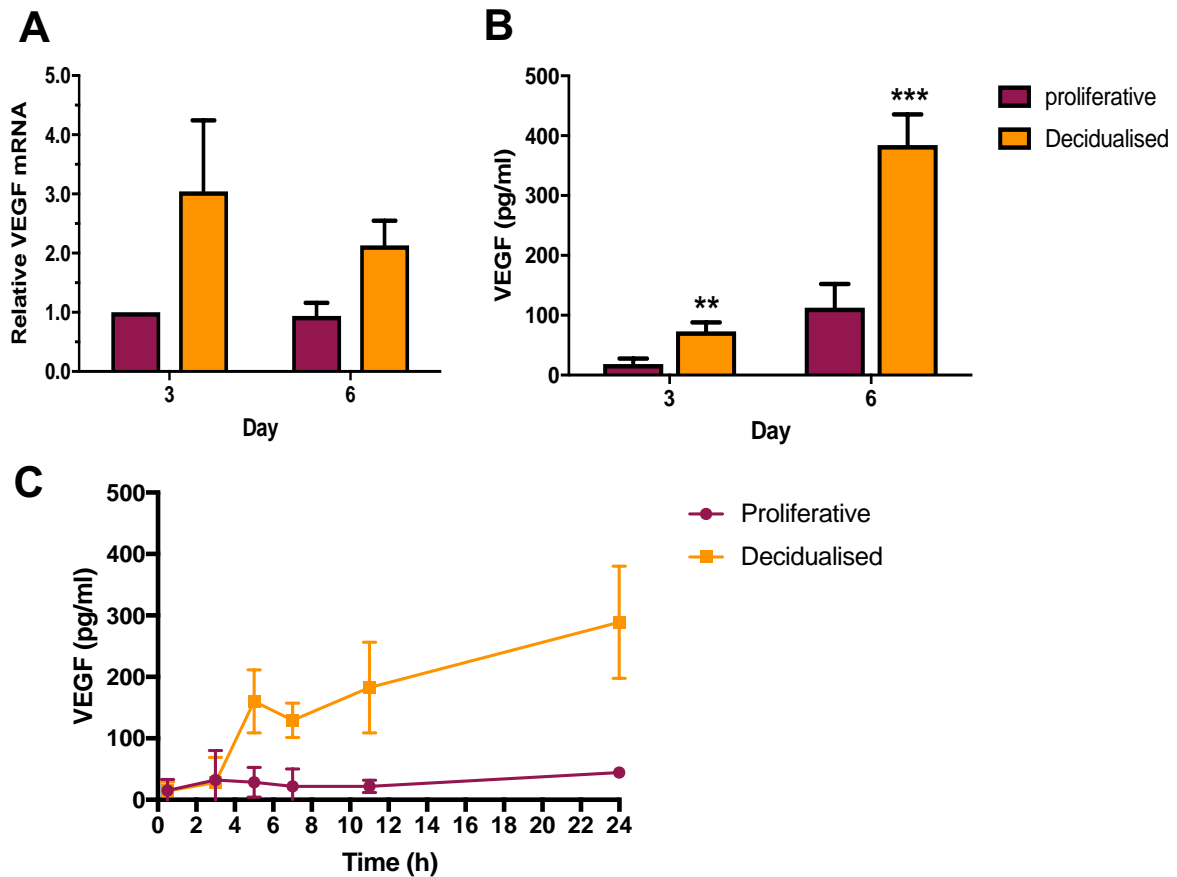 A
5.0
4.0
3.0
2.0
1.0
0.0
Relative VEGF mRNA
3
6
Day
B
500
400
300
200
100
0
VEGF (pg/ml)
**
***
3
6
Day
proliferative
Decidualised
C
500
400
300
200
100
0
VEGF (pg/ml)
0 2 4 6 8 10 12 14 16 18 20 22 24
Time (h)
Proliferative
Decidualised